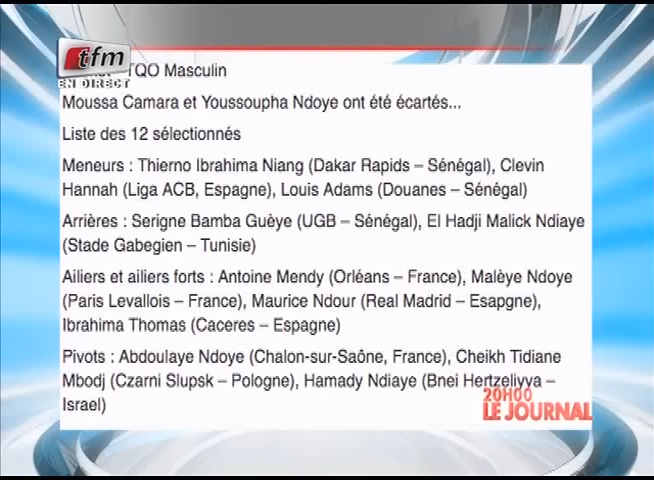 tfm
EN DIRECT
TQO Masculin
Moussa Camara et Youssoupha Ndoye ont été écartés...
Liste des 12 sélectionnés
Meneurs : Thierno Ibrahima Niang (Dakar Rapids – Sénégal), Clevin
Hannah (Liga ACB, Espagne), Louis Adams (Douanes – Sénégal)
Arrières : Serigne Bamba Guèye (UGB – Sénégal), El Hadji Malick Ndiaye
(Stade Gabegien – Tunisie)
Ailiers et ailiers forts : Antoine Mendy (Orléans – France), Malèye Ndoye
(Paris Levallois – France), Maurice Ndour (Real Madrid – Esapgne),
Ibrahima Thomas (Caceres – Espagne)
Pivots : Abdoulaye Ndoye (Chalon-sur-Saône, France), Cheikh Tidiane
Mbodj (Czarni Slupsk – Pologne), Hamady Ndiaye (Bnei Hertzeliyya –
Israel)
20H00
LE JOURNAL